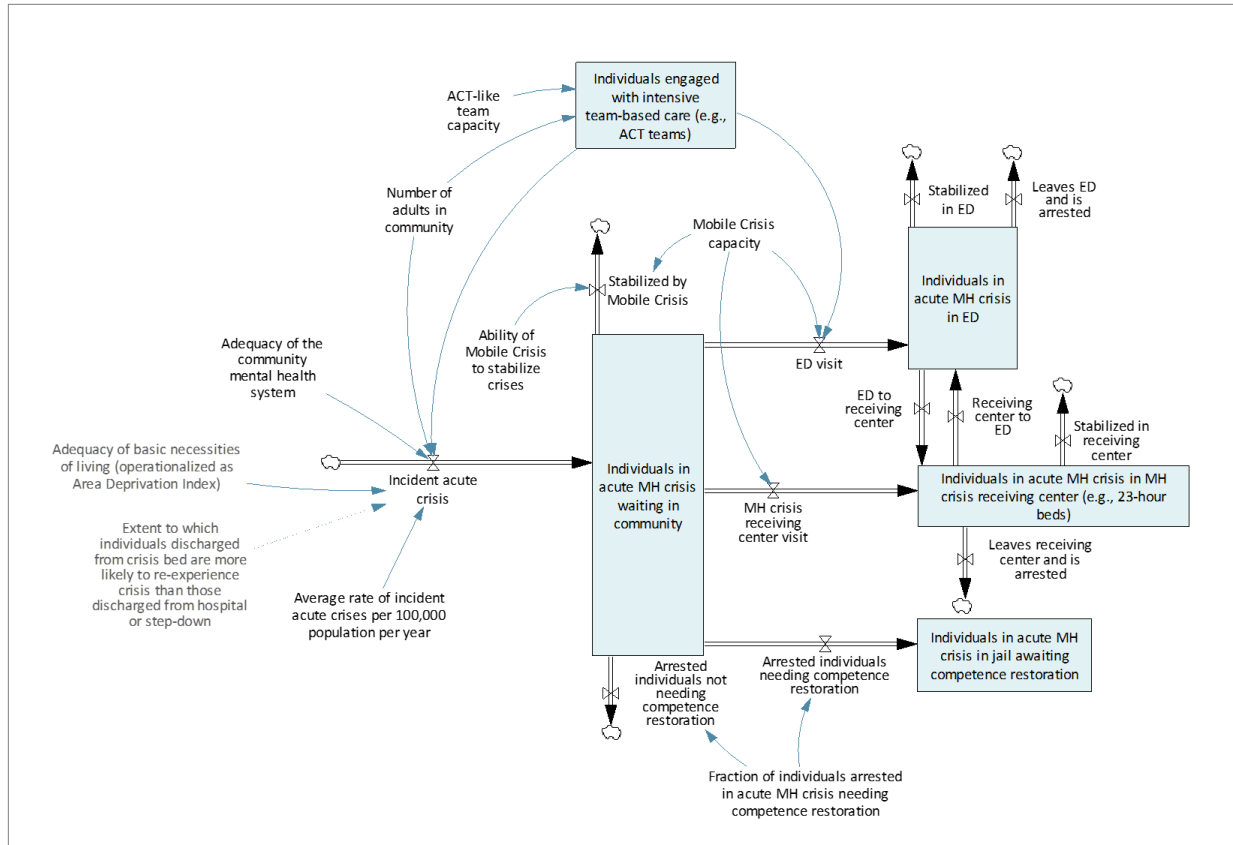 Individuals engaged
with intensive
team-based care (e.g.,
ACT teams)
ACT-like
team
capacity
Number of
adults in
community
Stabilized
in ED
Leaves ED
and is
arrested
Mobile Crisis
capacity
Stabilized by
Mobile Crisis
Individuals in
acute MH crisis
in ED
Ability of
Mobile Crisis
to stabilize
crises
ED visit
Adequacy of the
community
mental health
system
ED to
receiving
center
Receiving
center to
ED
Stabilized in
receiving
center
Adequacy of basic necessities
of living (operationalized as
Area Deprivation Index)
Incident acute
crisis
Individuals in
acute MH crisis
waiting in
community
Individuals in acute MH crisis in MH
crisis receiving center (e.g., 23-hour
beds)
MH crisis
receiving
center visit
Extent to which
individuals discharged
from crisis bed are more
likely to re-experience
crisis than those
discharged from hospital
or step-down
Leaves receiving
center and is
arrested
Average rate of incident
acute crises per 100,000
population per year
Individuals in acute MH
crisis in jail awaiting
competence restoration
Arrested
individuals not
needing
competence
restoration
Arrested individuals
needing competence
restoration
Fraction of individuals arrested
in acute MH crisis needing
competence restoration